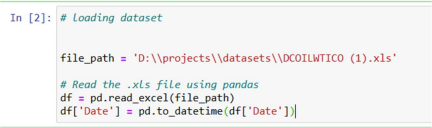 In [2]: # loading dataset
file_path = 'D:\\projects\\datasets\\DCOILWTICO (1).xls'
# Read the .xls file using pandas
df = pd.read_excel(file_path)
df['Date'] = pd.to_datetime(df['Date'])